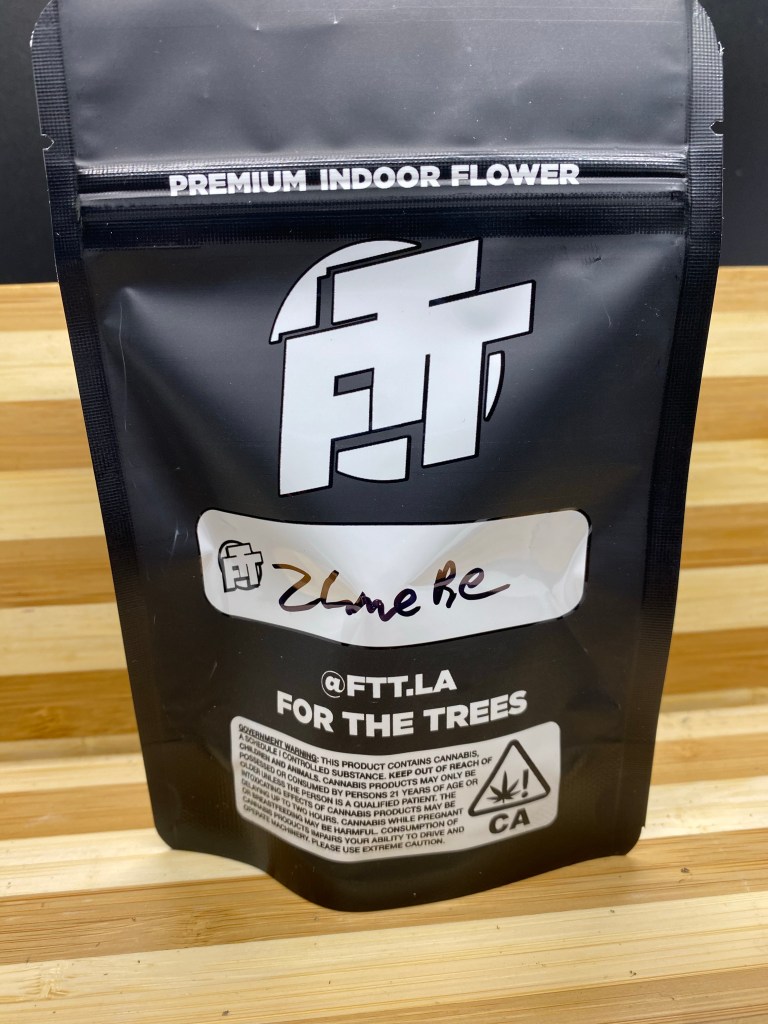 PREMIUM INDOOR FLOWER
FTT
FTT
@FTT.LA
FOR THE TREES
GOVERNMENT WARNING: THIS PRODUCT CONTAINS CANNABIS,
A SCHEDULE I CONTROLLED SUBSTANCE. KEEP OUT OF REACH OF
CHILDREN AND ANIMALS. CANNABIS PRODUCTS MAY ONLY BE
POSSESSED OR CONSUMED BY PERSONS 21 YEARS OF AGE OR
OLDER UNLESS THE PERSON IS A QUALIFIED PATIENT. THE
INTOXICATING EFFECTS OF CANNABIS PRODUCTS MAY BE
DELAYED UP TO TWO HOURS. CANNABIS WHILE PREGNANT
OR BREASTFEEDING MAY BE HARMFUL. CONSUMPTION OF
CANNABIS PRODUCTS IMPAIRS YOUR ABILITY TO DRIVE AND
OPERATE MACHINERY. PLEASE USE EXTREME CAUTION.
!
CA